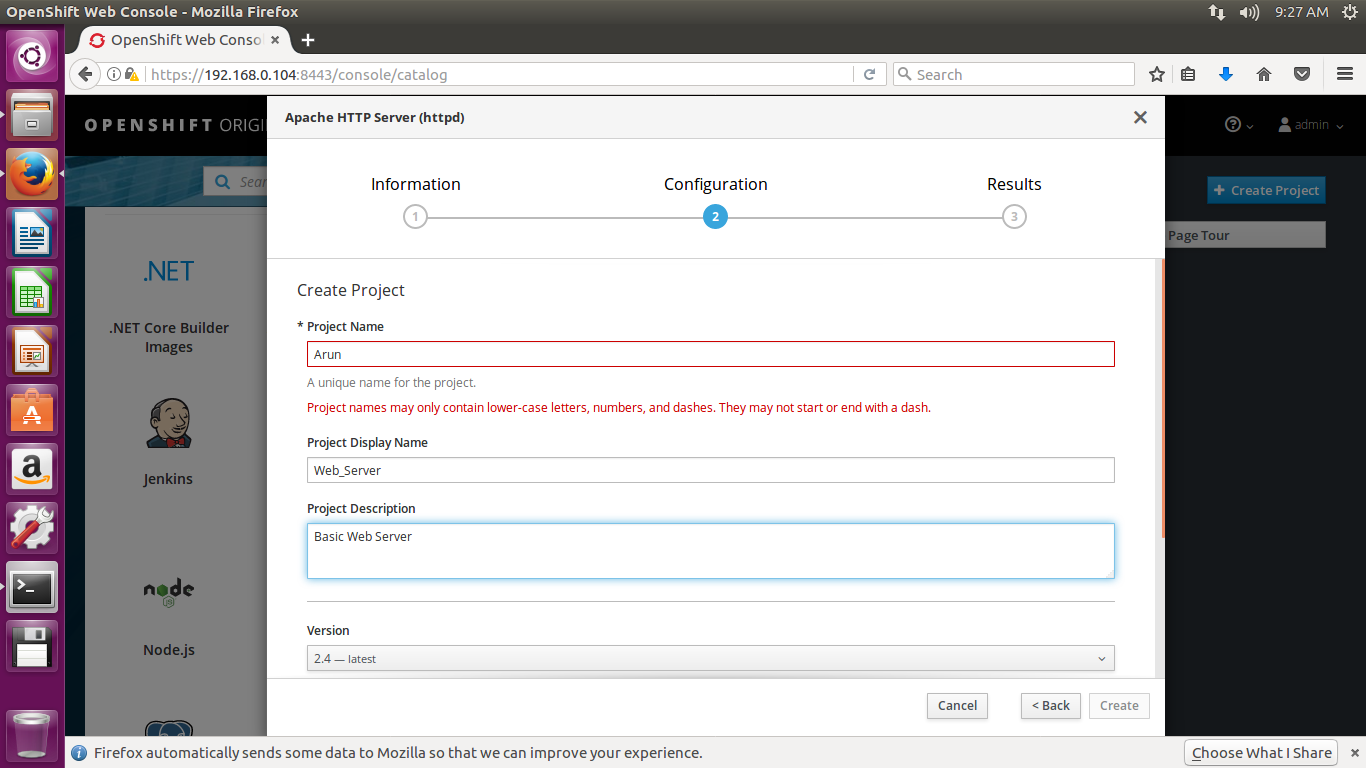 OpenShift Web Console - Mozilla Firefox
9:27 AM
OpenShift Web Conso
https://192.168.0.104:8443/console/catalog
Search
Apache HTTP Server (httpd)
OPENSHIFT ORIGI
admin
Information
Configuration
Results
1
2
3
Sear
Create Project
Page Tour
.NET
.NET Core Builder
Images
Jenkins
node
JS
Node.js
Create Project
* Project Name
Arun
A unique name for the project.
Project names may only contain lower-case letters, numbers, and dashes. They may not start or end with a dash.
Project Display Name
Web_Server
Project Description
Basic Web Server
Version
2.4 — latest
Cancel
< Back
Create
Firefox automatically sends some data to Mozilla so that we can improve your experience.
Choose What I Share